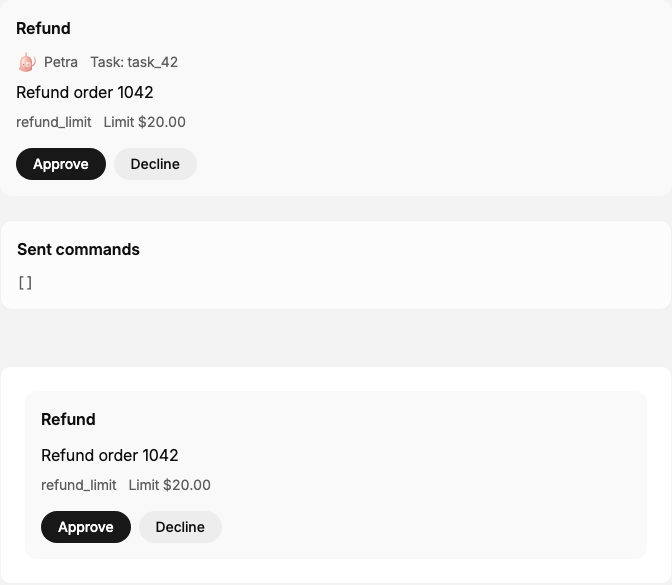 Refund
Petra Task: task_42
Refund order 1042
refund_limit Limit $20.00
Approve Decline
Sent commands
[]
Refund
Refund order 1042
refund_limit Limit $20.00
Approve Decline